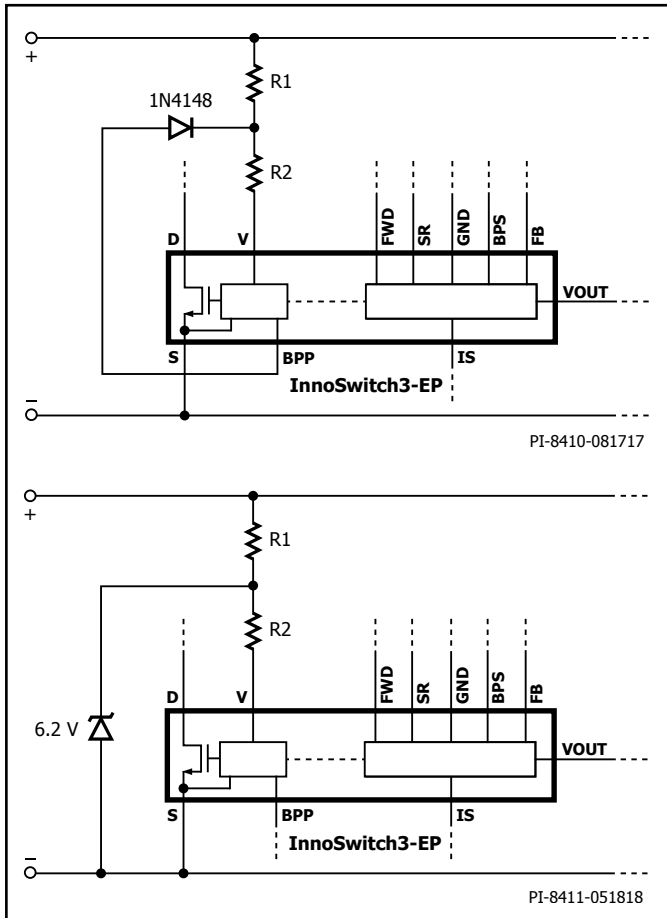 +
R1
1N4148
R2
D
V
FWD
SR
GND
BPS
FB
VOUT
S
BPP
IS
InnoSwitch3-EP
−
PI-8410-081717
+
R1
R2
6.2 V
D
V
FWD
SR
GND
BPS
FB
VOUT
S
BPP
IS
InnoSwitch3-EP
−
PI-8411-051818